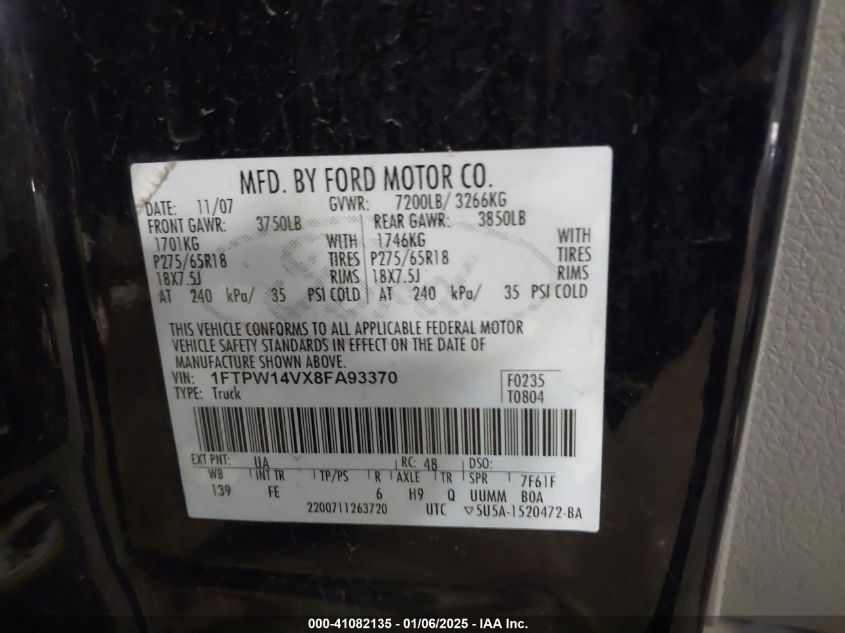 MFD. BY FORD MOTOR CO.
DATE: 11/07 GVWR: 7200LB/ 3266KG
FRONT GAWR: 3750LB REAR GAWR: 3850LB
1701KG WITH 1746KG WITH
P275/65R18 TIRES P275/65R18 TIRES
18X7.5J RIMS 18X7.5J RIMS
AT 240 kPa/ 35 PSI COLD AT 240 kPa/ 35 PSI COLD
THIS VEHICLE CONFORMS TO ALL APPLICABLE FEDERAL MOTOR
VEHICLE SAFETY STANDARDS IN EFFECT ON THE DATE OF
MANUFACTURE SHOWN ABOVE.
VIN: 1FTPW14VX8FA93370 F0235
TYPE: Truck T0804
EXT PNT: UA RC: 48 DSO:
WB INT TR TP/PS R AXLE TR SPR 7F61F
139 FE 6 H9 Q UUMM B0A
2200711263720 UTC ▽5U5A-1520472-BA
000-41082135 - 01/06/2025 - IAA Inc.